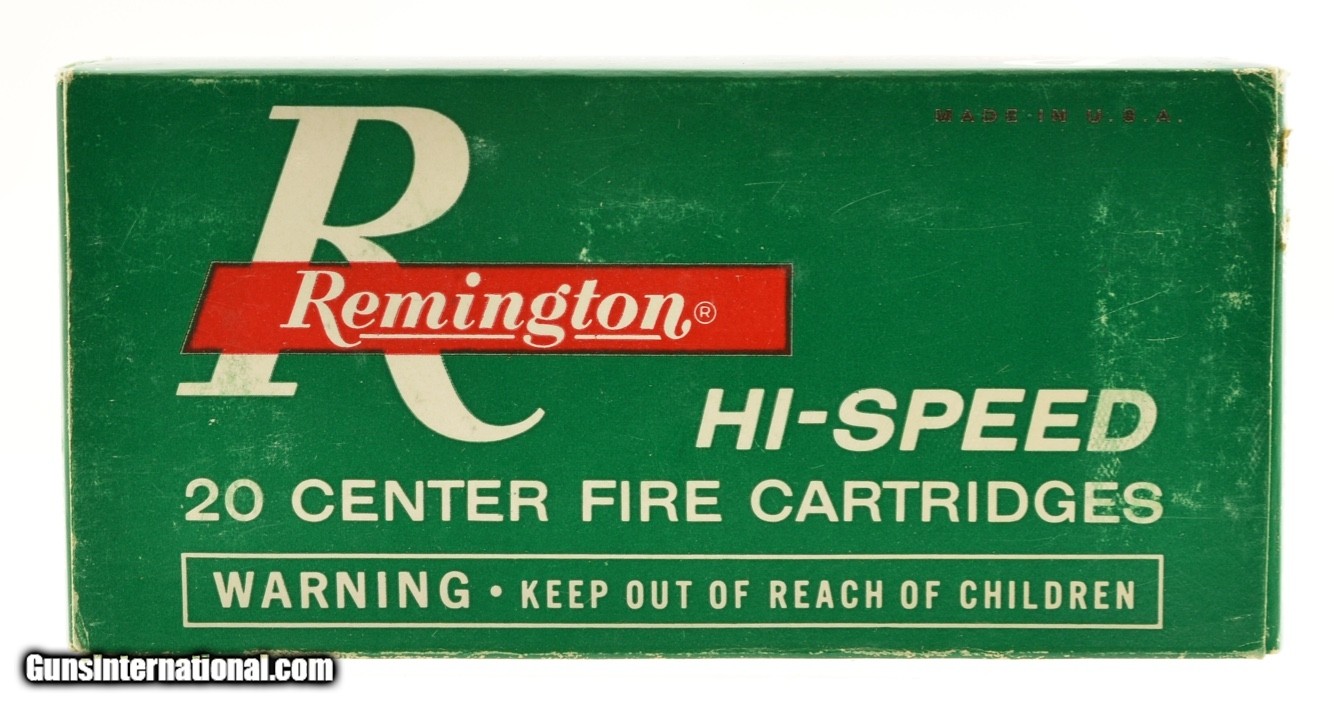 MADE IN U.S.A.
R
Remington®
HI-SPEED
20 CENTER FIRE CARTRIDGES
WARNING • KEEP OUT OF REACH OF CHILDREN
GunsInternational.com